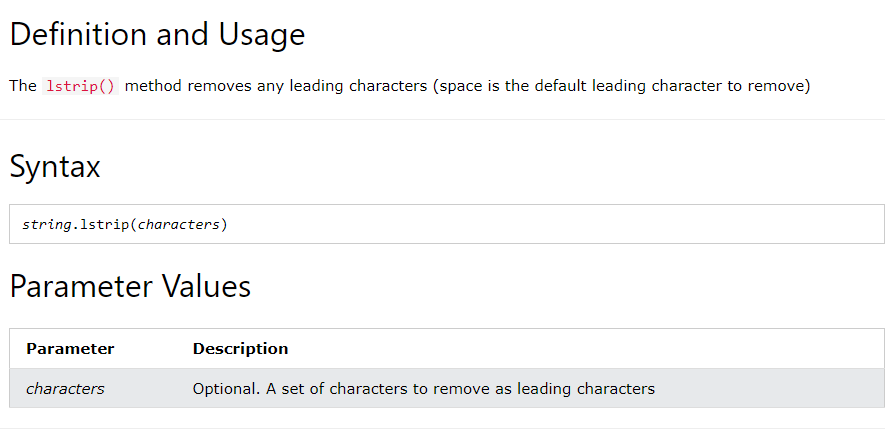 Definition and Usage
The lstrip() method removes any leading characters (space is the default leading character to remove)
Syntax
string.lstrip(characters)
Parameter Values
Parameter Description
characters Optional. A set of characters to remove as leading characters